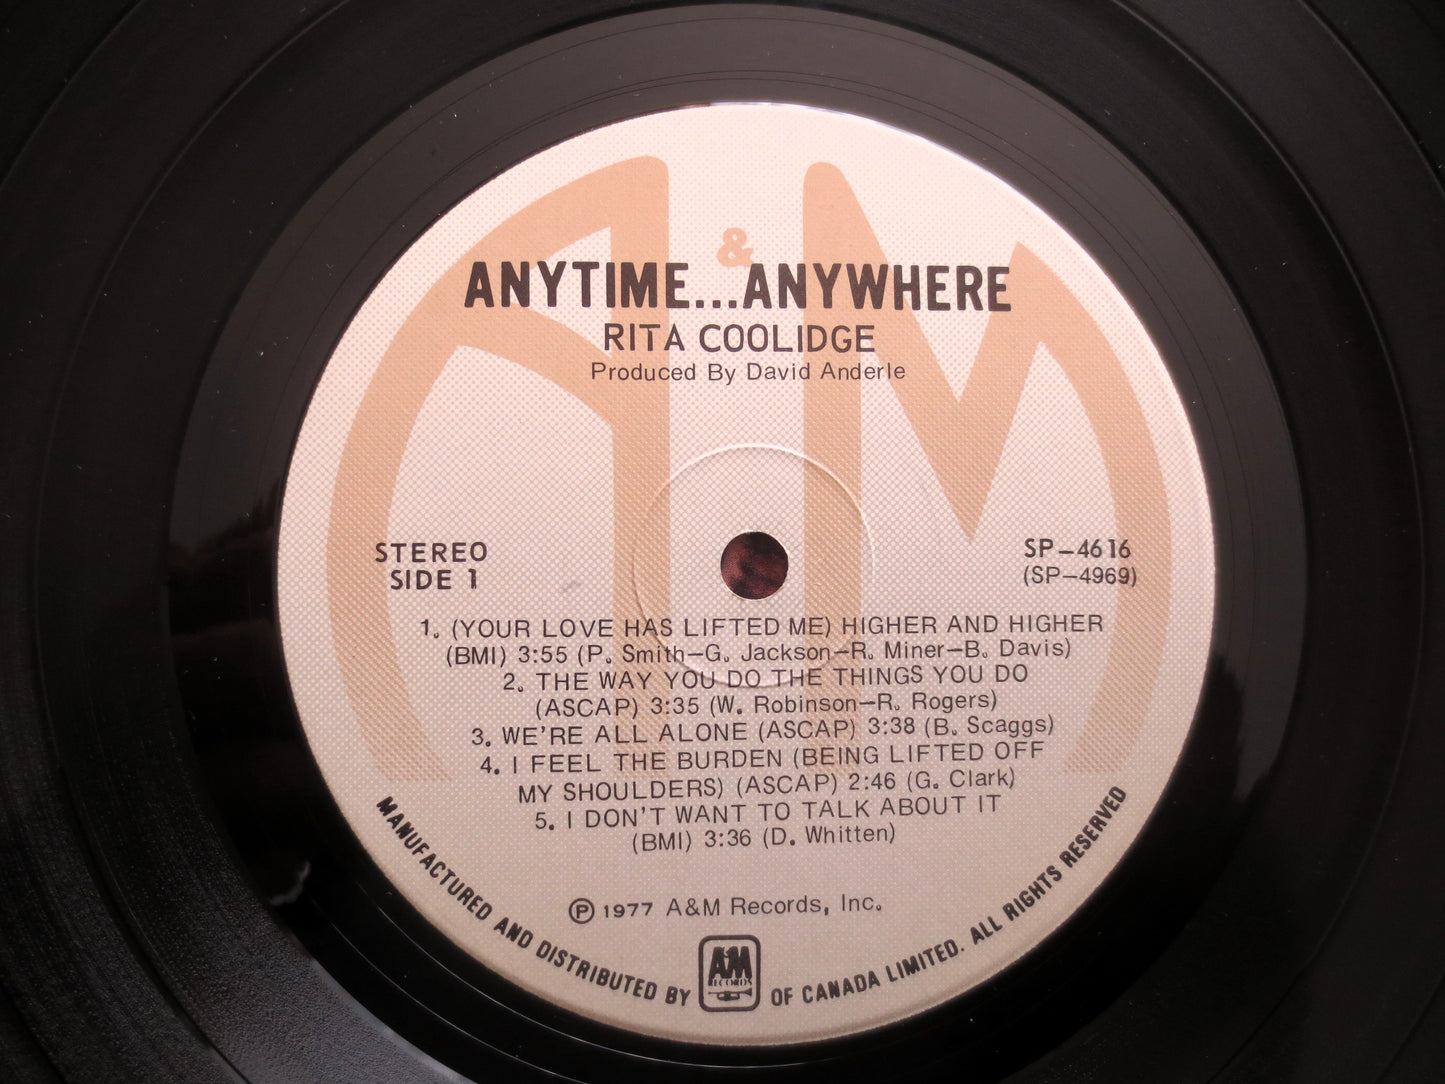 &
ANYTIME...ANYWHERE
RITA COOLIDGE
Produced By David Anderle
STEREO
SIDE 1
SP-4616
(SP-4969)
1. (YOUR LOVE HAS LIFTED ME) HIGHER AND HIGHER
(BMI) 3:55 (P. Smith-G. Jackson-R. Miner-B. Davis)
2. THE WAY YOU DO THE THINGS YOU DO
(ASCAP) 3:35 (W. Robinson-R. Rogers)
3. WE'RE ALL ALONE (ASCAP) 3:38 (B. Scaggs)
4. I FEEL THE BURDEN (BEING LIFTED OFF
MY SHOULDERS) (ASCAP) 2:46 (G. Clark)
5. I DON'T WANT TO TALK ABOUT IT
(BMI) 3:36 (D. Whitten)
℗ 1977 A&M Records, Inc.
MANUFACTURED AND DISTRIBUTED BY A&M RECORDS OF CANADA LIMITED. ALL RIGHTS RESERVED